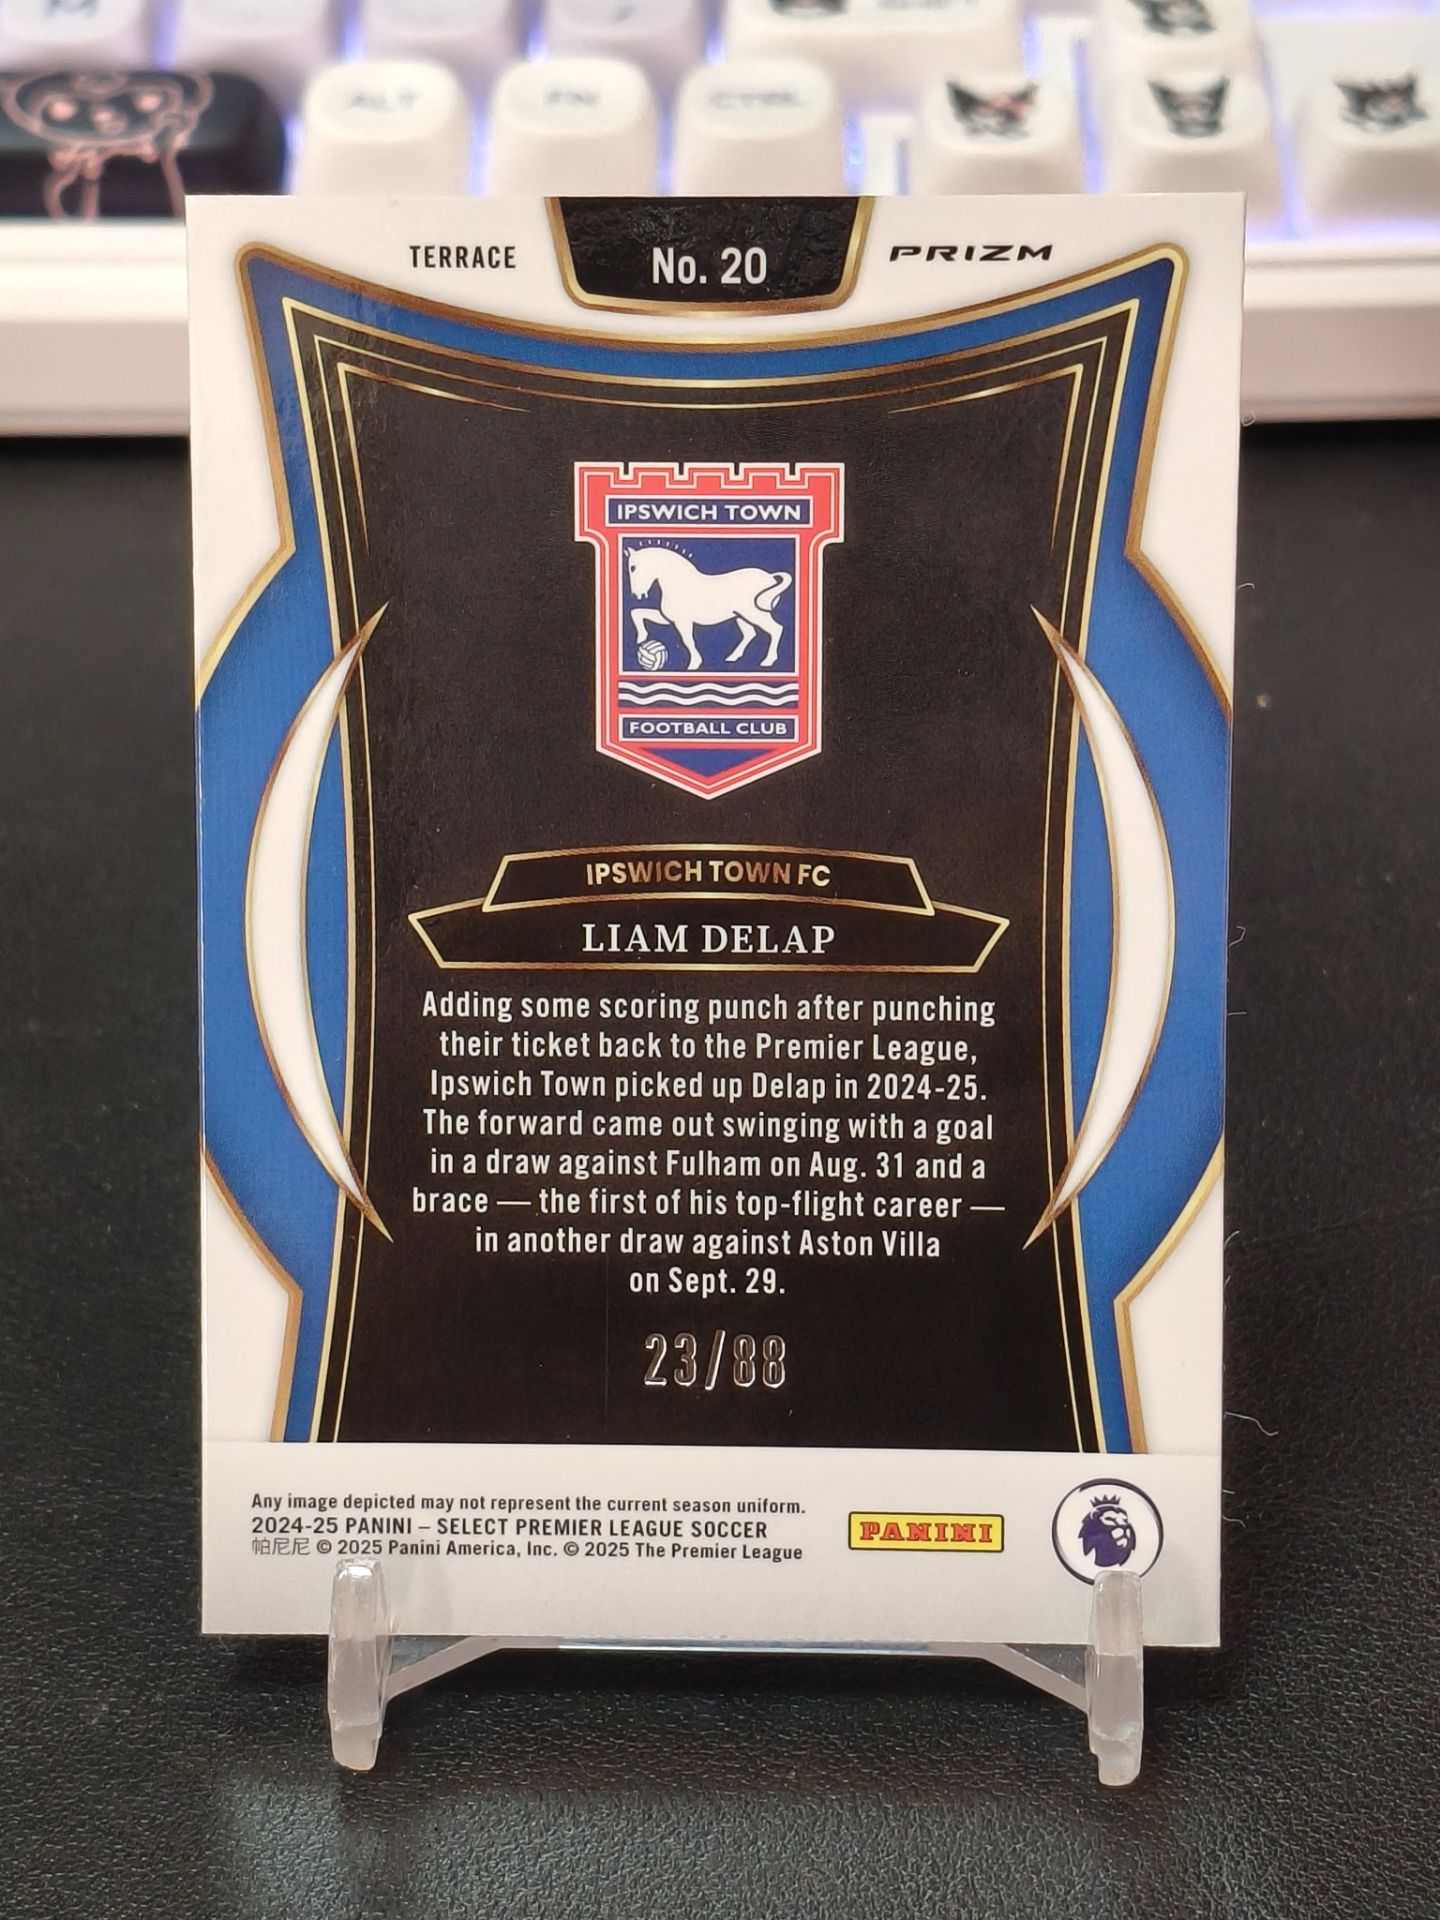 ALT
FN
CTRL
TERRACE
No. 20
PRIZM
IPSWICH TOWN
FOOTBALL CLUB
IPSWICH TOWN FC
LIAM DELAP
Adding some scoring punch after punching
their ticket back to the Premier League,
Ipswich Town picked up Delap in 2024-25.
The forward came out swinging with a goal
in a draw against Fulham on Aug. 31 and a
brace — the first of his top-flight career —
in another draw against Aston Villa
on Sept. 29.
23/88
Any image depicted may not represent the current season uniform.
2024-25 PANINI – SELECT PREMIER LEAGUE SOCCER
帕尼尼 © 2025 Panini America, Inc. © 2025 The Premier League
PANINI